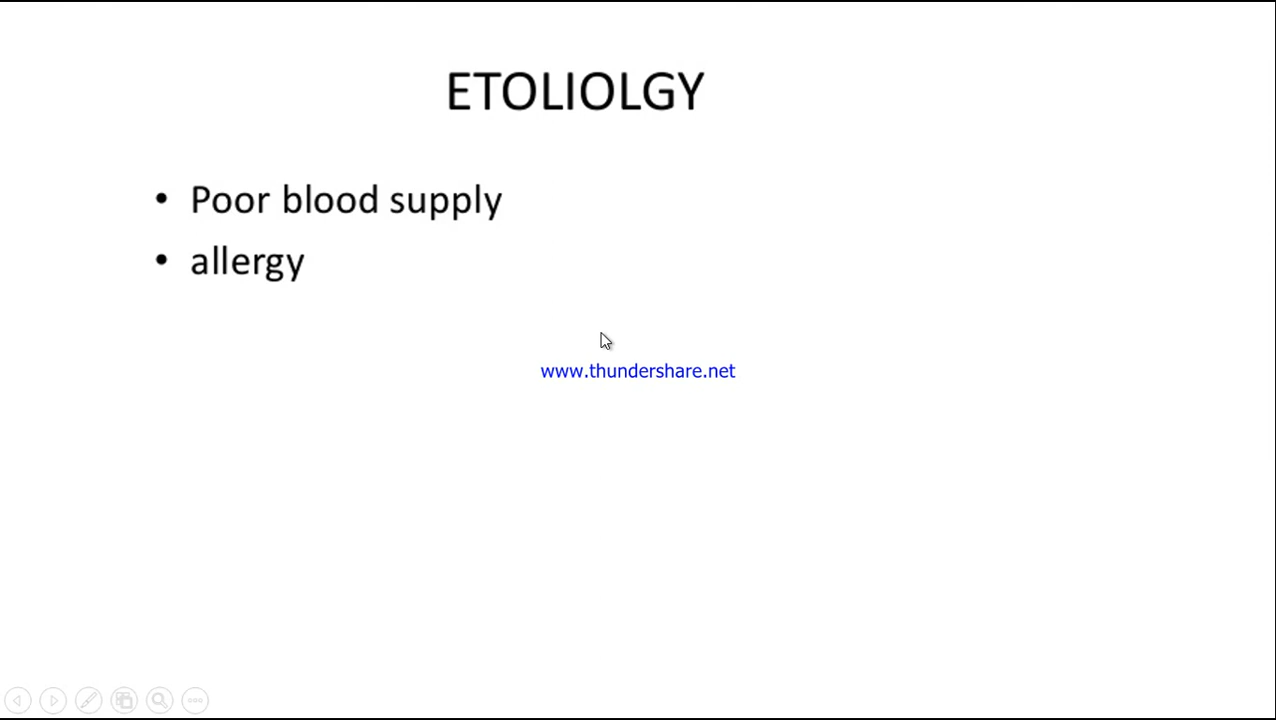 ETOLIOLGY
• Poor blood supply
• allergy
www.thundershare.net